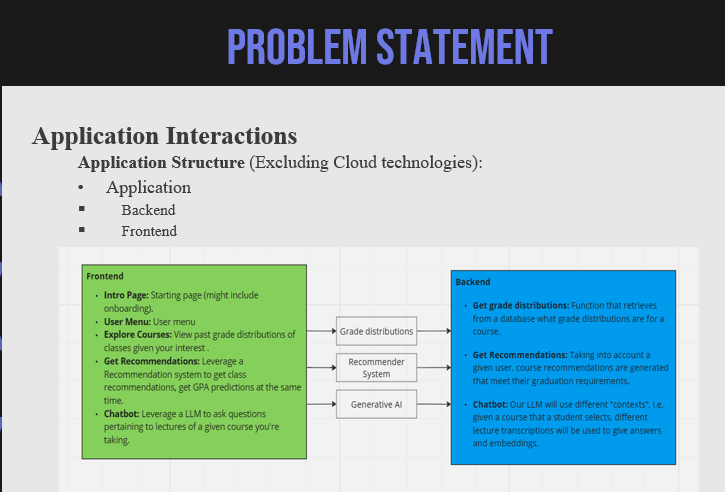 PROBLEM STATEMENT
Application Interactions
Application Structure (Excluding Cloud technologies):
• Application
▪ Backend
▪ Frontend
Frontend
• Intro Page: Starting page (might include
onboarding).
• User Menu: User menu
• Explore Courses: View past grade distributions of
classes given your interest .
• Get Recommendations: Leverage a
Recommendation system to get class
recommendations, get GPA predictions at the same
time.
• Chatbot: Leverage a LLM to ask questions
pertaining to lectures of a given course you're
taking.
Grade distributions
Recommender
System
Generative AI
Backend
• Get grade distributions: Function that retrieves
from a database what grade distributions are for a
course.
• Get Recommendations: Taking into account a
given user, course recommendations are generated
that meet their graduation requirements.
• Chatbot: Our LLM will use different "contexts". i.e.
given a course that a student selects. different
lecture transcriptions will be used to give answers
and embeddings.